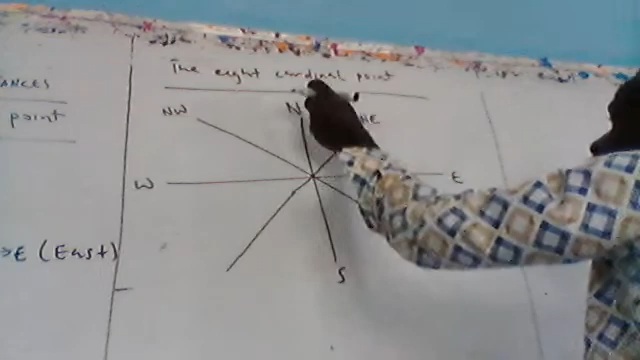 ANCES
The eight cardinal point
point
NW
N
NE
W
E
→E (East)
S